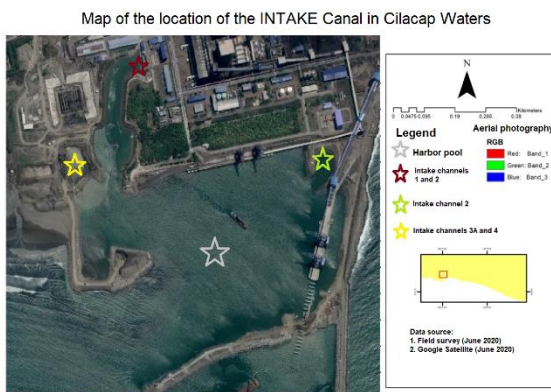 Map of the location of the INTAKE Canal in Cilacap Waters
N
Kilometers
0 0.0475 0.095 0.19 0.285 0.38
Legend
Harbor pool
Intake channels
1 and 2
Intake channel 2
Intake channels 3A and 4
Aerial photography
RGB
Red: Band_1
Green: Band_2
Blue: Band_3
Data source:
1. Field survey (June 2020)
2. Google Satellite (June 2020)